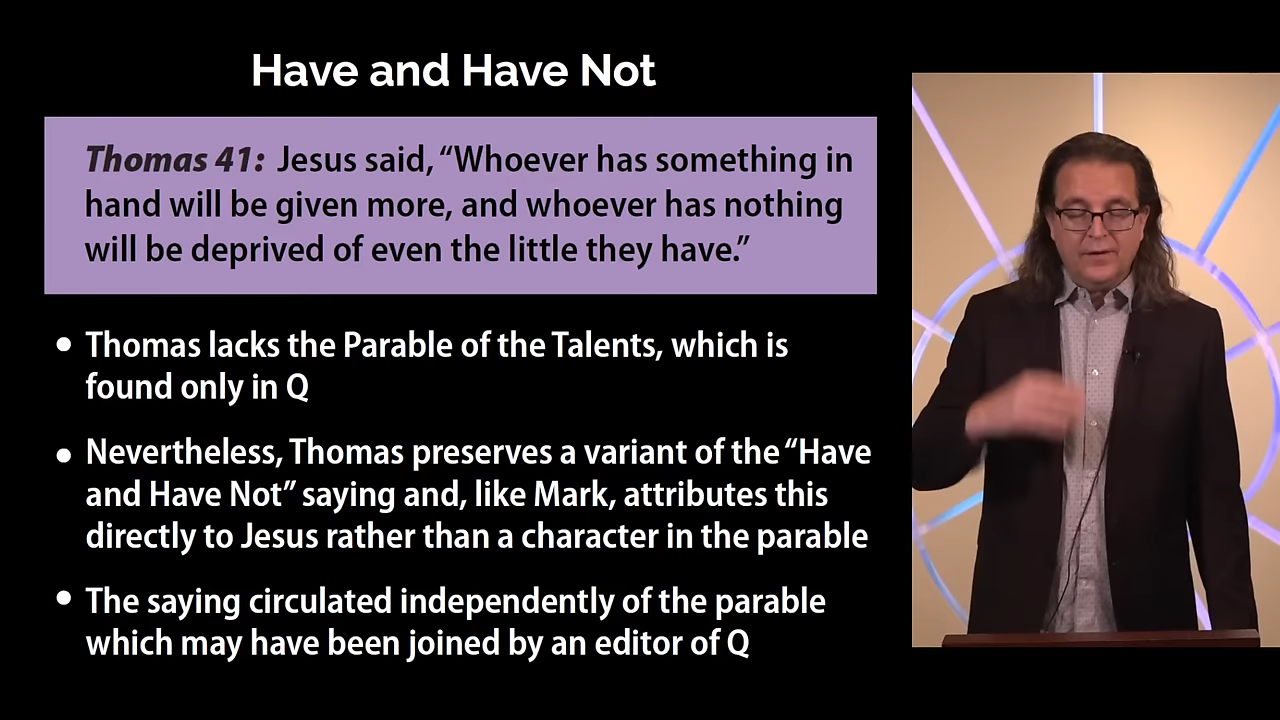 Have and Have Not
Thomas 41: Jesus said, “Whoever has something in
hand will be given more, and whoever has nothing
will be deprived of even the little they have.”
• Thomas lacks the Parable of the Talents, which is
found only in Q
• Nevertheless, Thomas preserves a variant of the “Have
and Have Not” saying and, like Mark, attributes this
directly to Jesus rather than a character in the parable
• The saying circulated independently of the parable
which may have been joined by an editor of Q